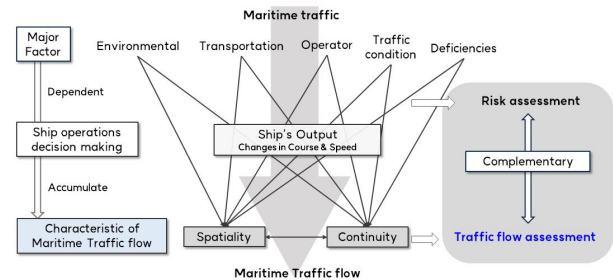 Maritime traffic
Major
Factor
Environmental
Transportation
Operator
Traffic
condition
Deficiencies
Dependent
Risk assessment
Ship operations
decision making
Ship's Output
Changes in Course & Speed
Complementary
Accumulate
Characteristic of
Maritime Traffic flow
Spatiality
Continuity
Traffic flow assessment
Maritime Traffic flow